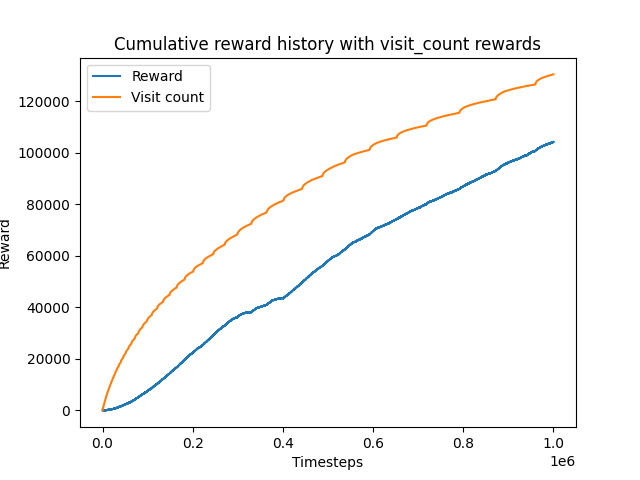 Cumulative reward history with visit_count rewards
Reward
Visit count
120000
100000
80000
60000
40000
20000
0
Reward
0.0 0.2 0.4 0.6 0.8 1.0
1e6
Timesteps